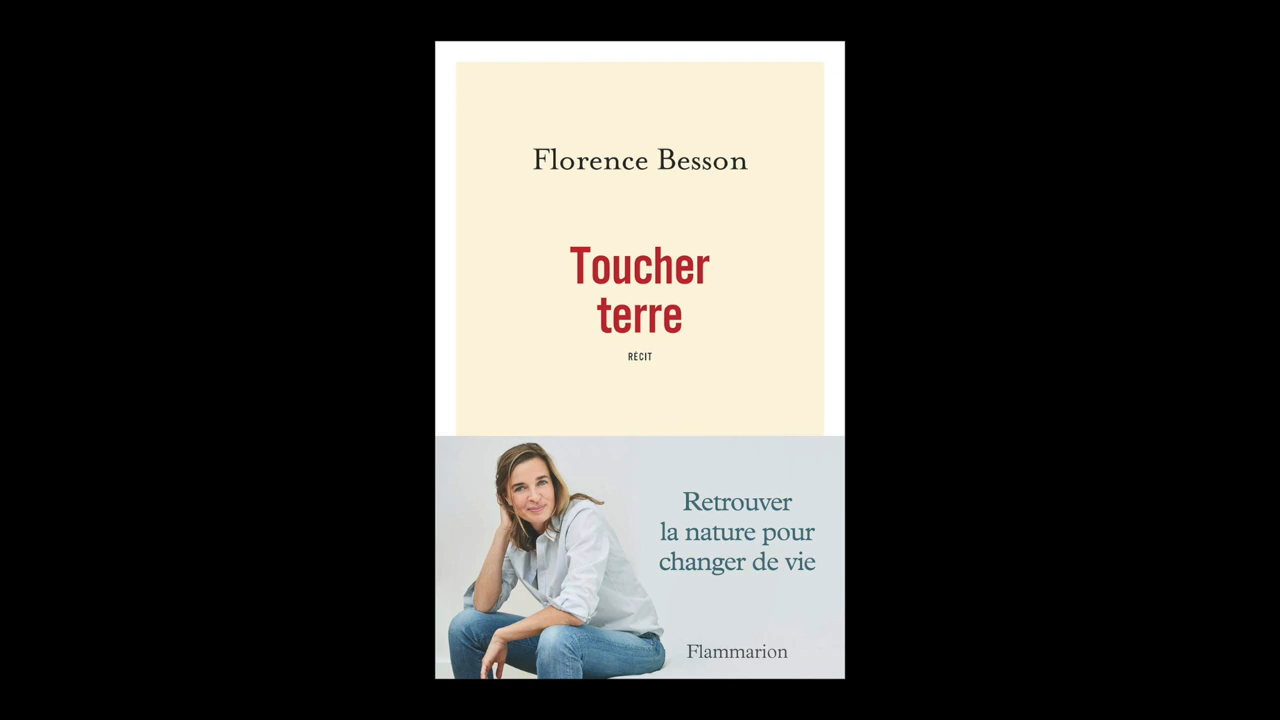 Florence Besson
Toucher
terre
RÉCIT
Retrouver
la nature pour
changer de vie
Flammarion